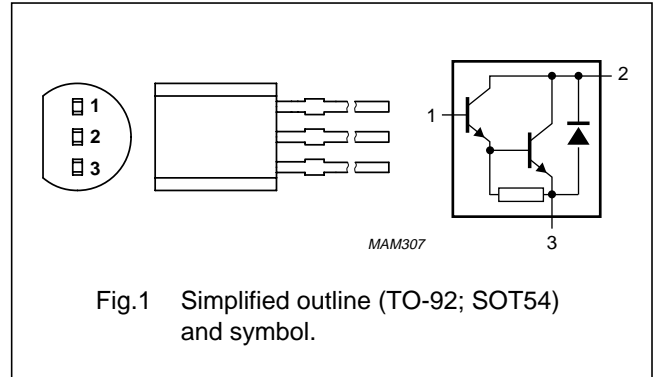 1
2
3
1
2
3
MAM307
Fig.1 Simplified outline (TO-92; SOT54)
and symbol.